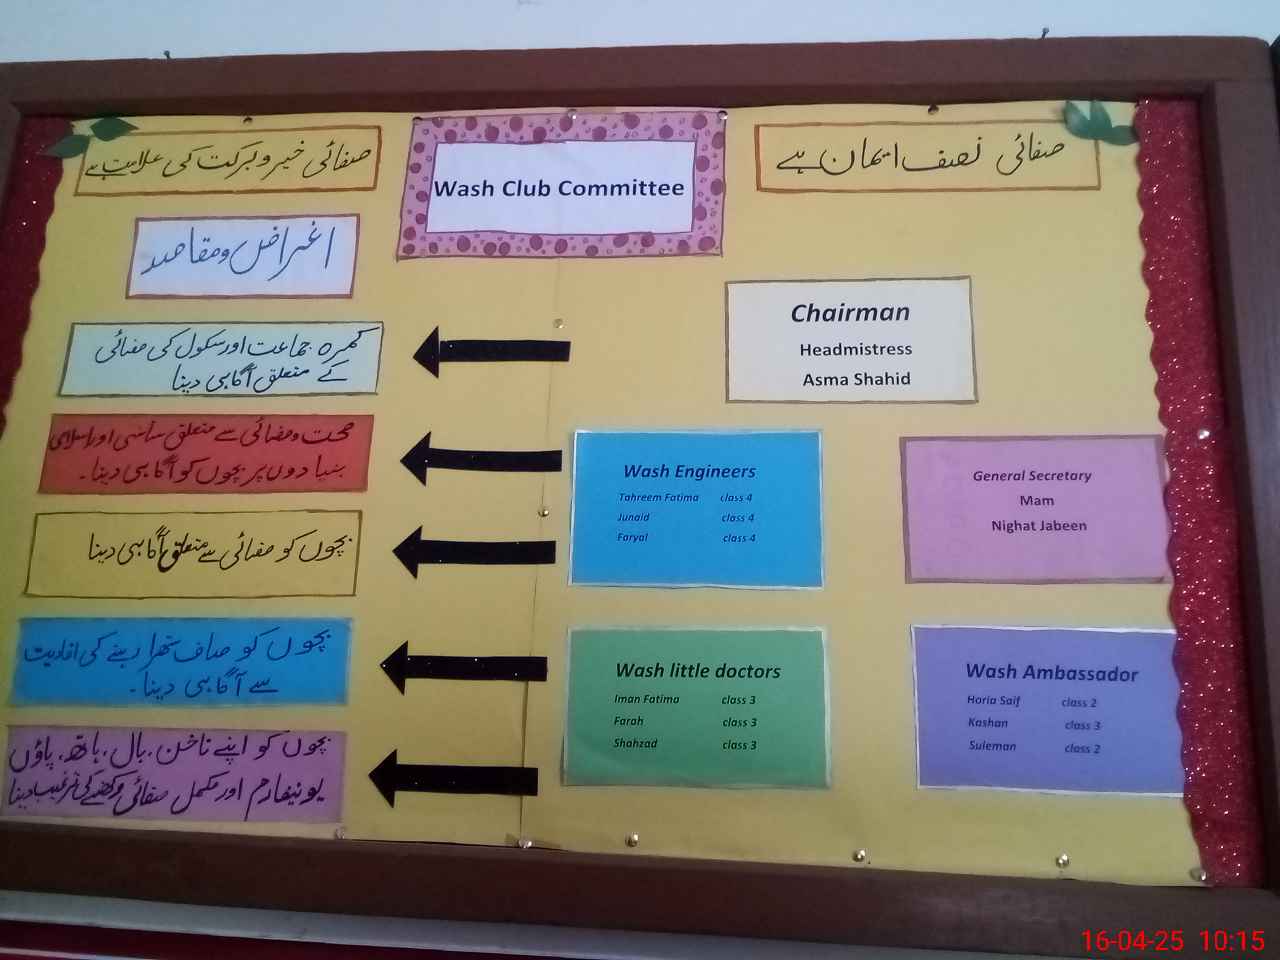 صفائی خیر و برکت کی علامت ہے
Wash Club Committee
صفائی نصف ایمان ہے
اغراض و مقاصد
کمرہ جماعت اور سکول کی صفائی
کے متعلق آگاہی دینا
صحت و صفائی سے متعلق سائنسی اور اسلامی
بنیادوں پر بچوں کو آگاہی دینا۔
بچوں کو صفائی سے متعلق آگاہی دینا
بچوں کو صاف ستھرا رہنے کی افادیت
سے آگاہی دینا۔
بچوں کو اپنے ناخن، بال، ہاتھ، پاؤں
یونیفارم اور مکمل صفائی رکھنے کی ترغیب دینا
Chairman
Headmistress
Asma Shahid
Wash Engineers
Tahreem Fatima class 4
Junaid class 4
Faryal class 4
General Secretary
Mam
Nighat Jabeen
Wash little doctors
Iman Fatima class 3
Farah class 3
Shahzad class 3
Wash Ambassador
Horia Saif class 2
Kashan class 3
Suleman class 2
16-04-25 10:15